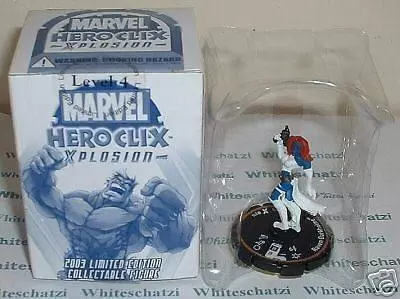 MARVEL
HEROCLIX
XPLOSION
WARNING: CHOKING HAZARD
Level 4
MARVEL
HEROCLIX
XPLOSION
2003 LIMITED EDITION
COLLECTABLE FIGURE
Whiteschatzi
Whiteschatzi
Whiteschatzi
Whiteschatzi
Whiteschatzi